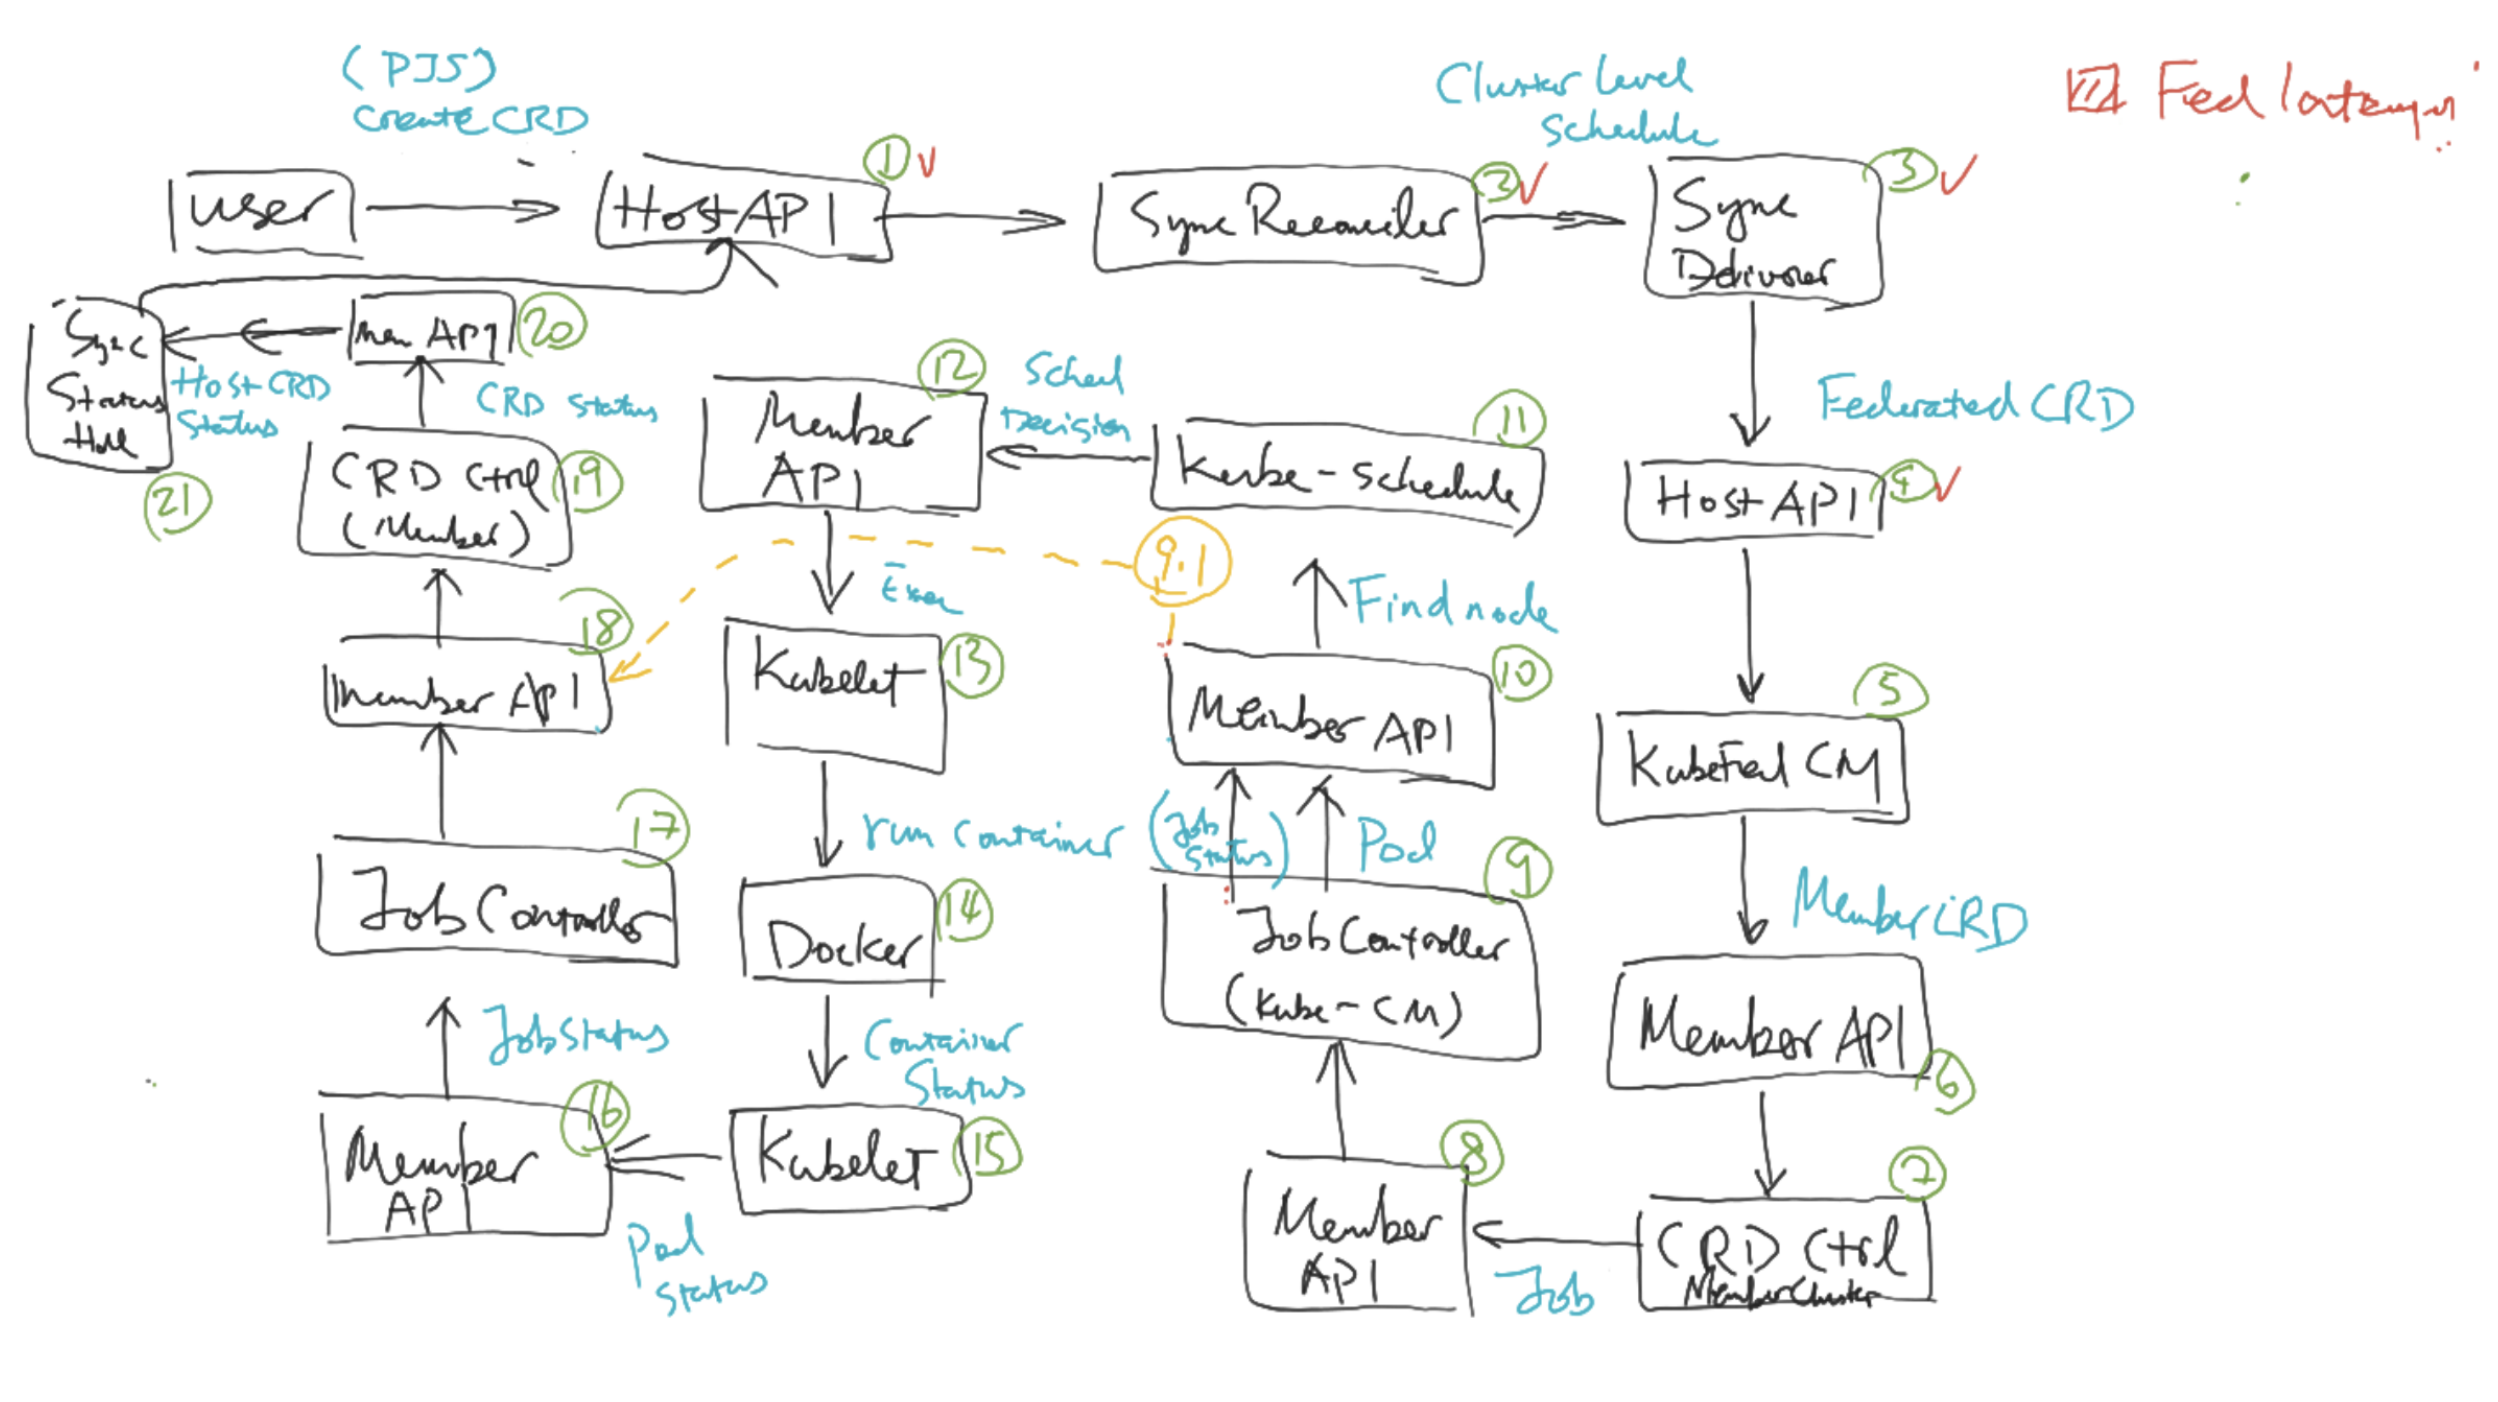 (PJS)
Create CRD
Cluster Level
Schedule
Fed
User
Host API
1
Sync Reconciler
2
Sync
Deliver
3
Sync
Status
Host CRD
Status
21
Mem API
20
CRD Status
CRD Ctrl
(Member)
19
Member
API
12
Sched
Decision
Kube-Schedule
11
Federated CRD
Host API
4
9.1
Exec
Find node
Member API
18
Kubelet
13
Member API
10
KubeFed CM
5
run Container
(Job
Status)
Pod
Job Controller
17
Docker
14
Job Controller
(Kube-CM)
9
Member CRD
Member API
6
Job Status
Container
Status
Member
API
16
Kubelet
15
Pod
Status
Member
API
8
Job
CRD Ctrl
Member Cluster
7